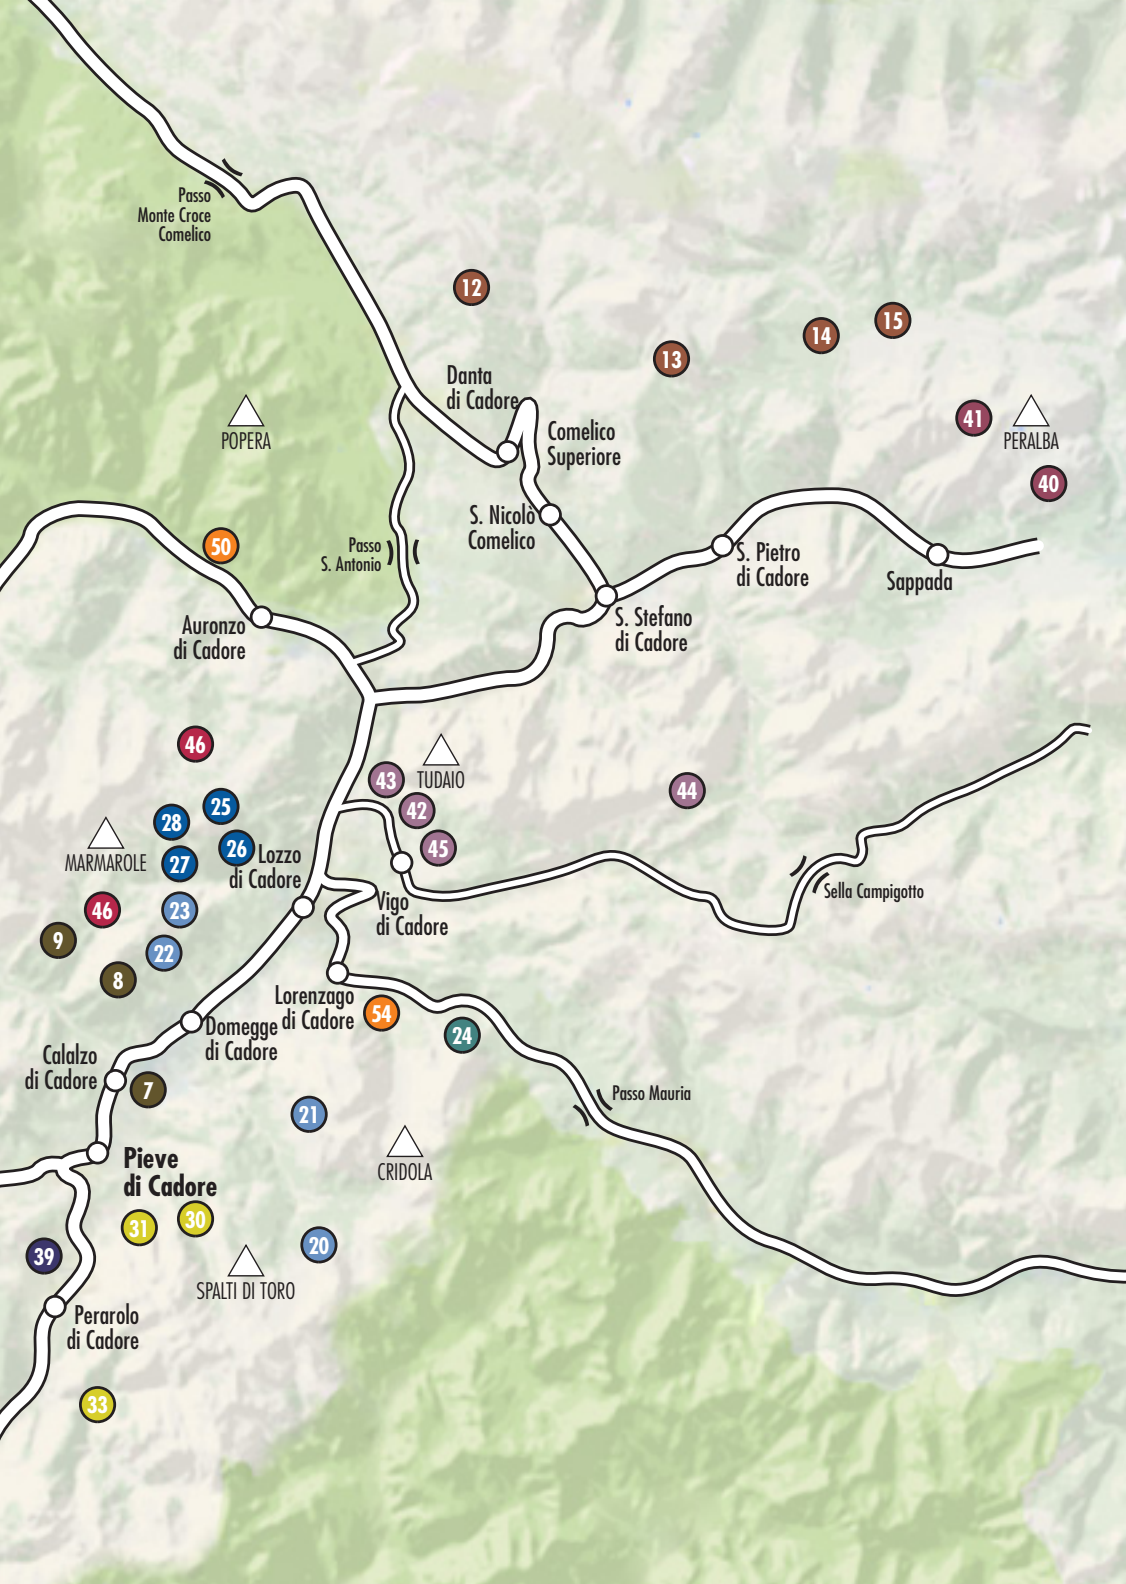 Passo
Monte Croce
Comelico
12
15
14
13
Danta
di Cadore
41
PERALBA
POPERA
Comelico
Superiore
40
S. Nicolò
Comelico
50
Passo
S. Antonio
S. Pietro
di Cadore
Sappada
Auronzo
di Cadore
S. Stefano
di Cadore
46
43
TUDAIO
44
25
42
28
MARMAROLE
26
45
27
Lozzo
di Cadore
Sella Campigotto
46
23
Vigo
di Cadore
9
22
8
Lorenzago
di Cadore
54
24
Domegge
di Cadore
Calalzo
di Cadore
7
Passo Mauria
21
CRIDOLA
Pieve
di Cadore
31
30
39
20
SPALTI DI TORO
Perarolo
di Cadore
33